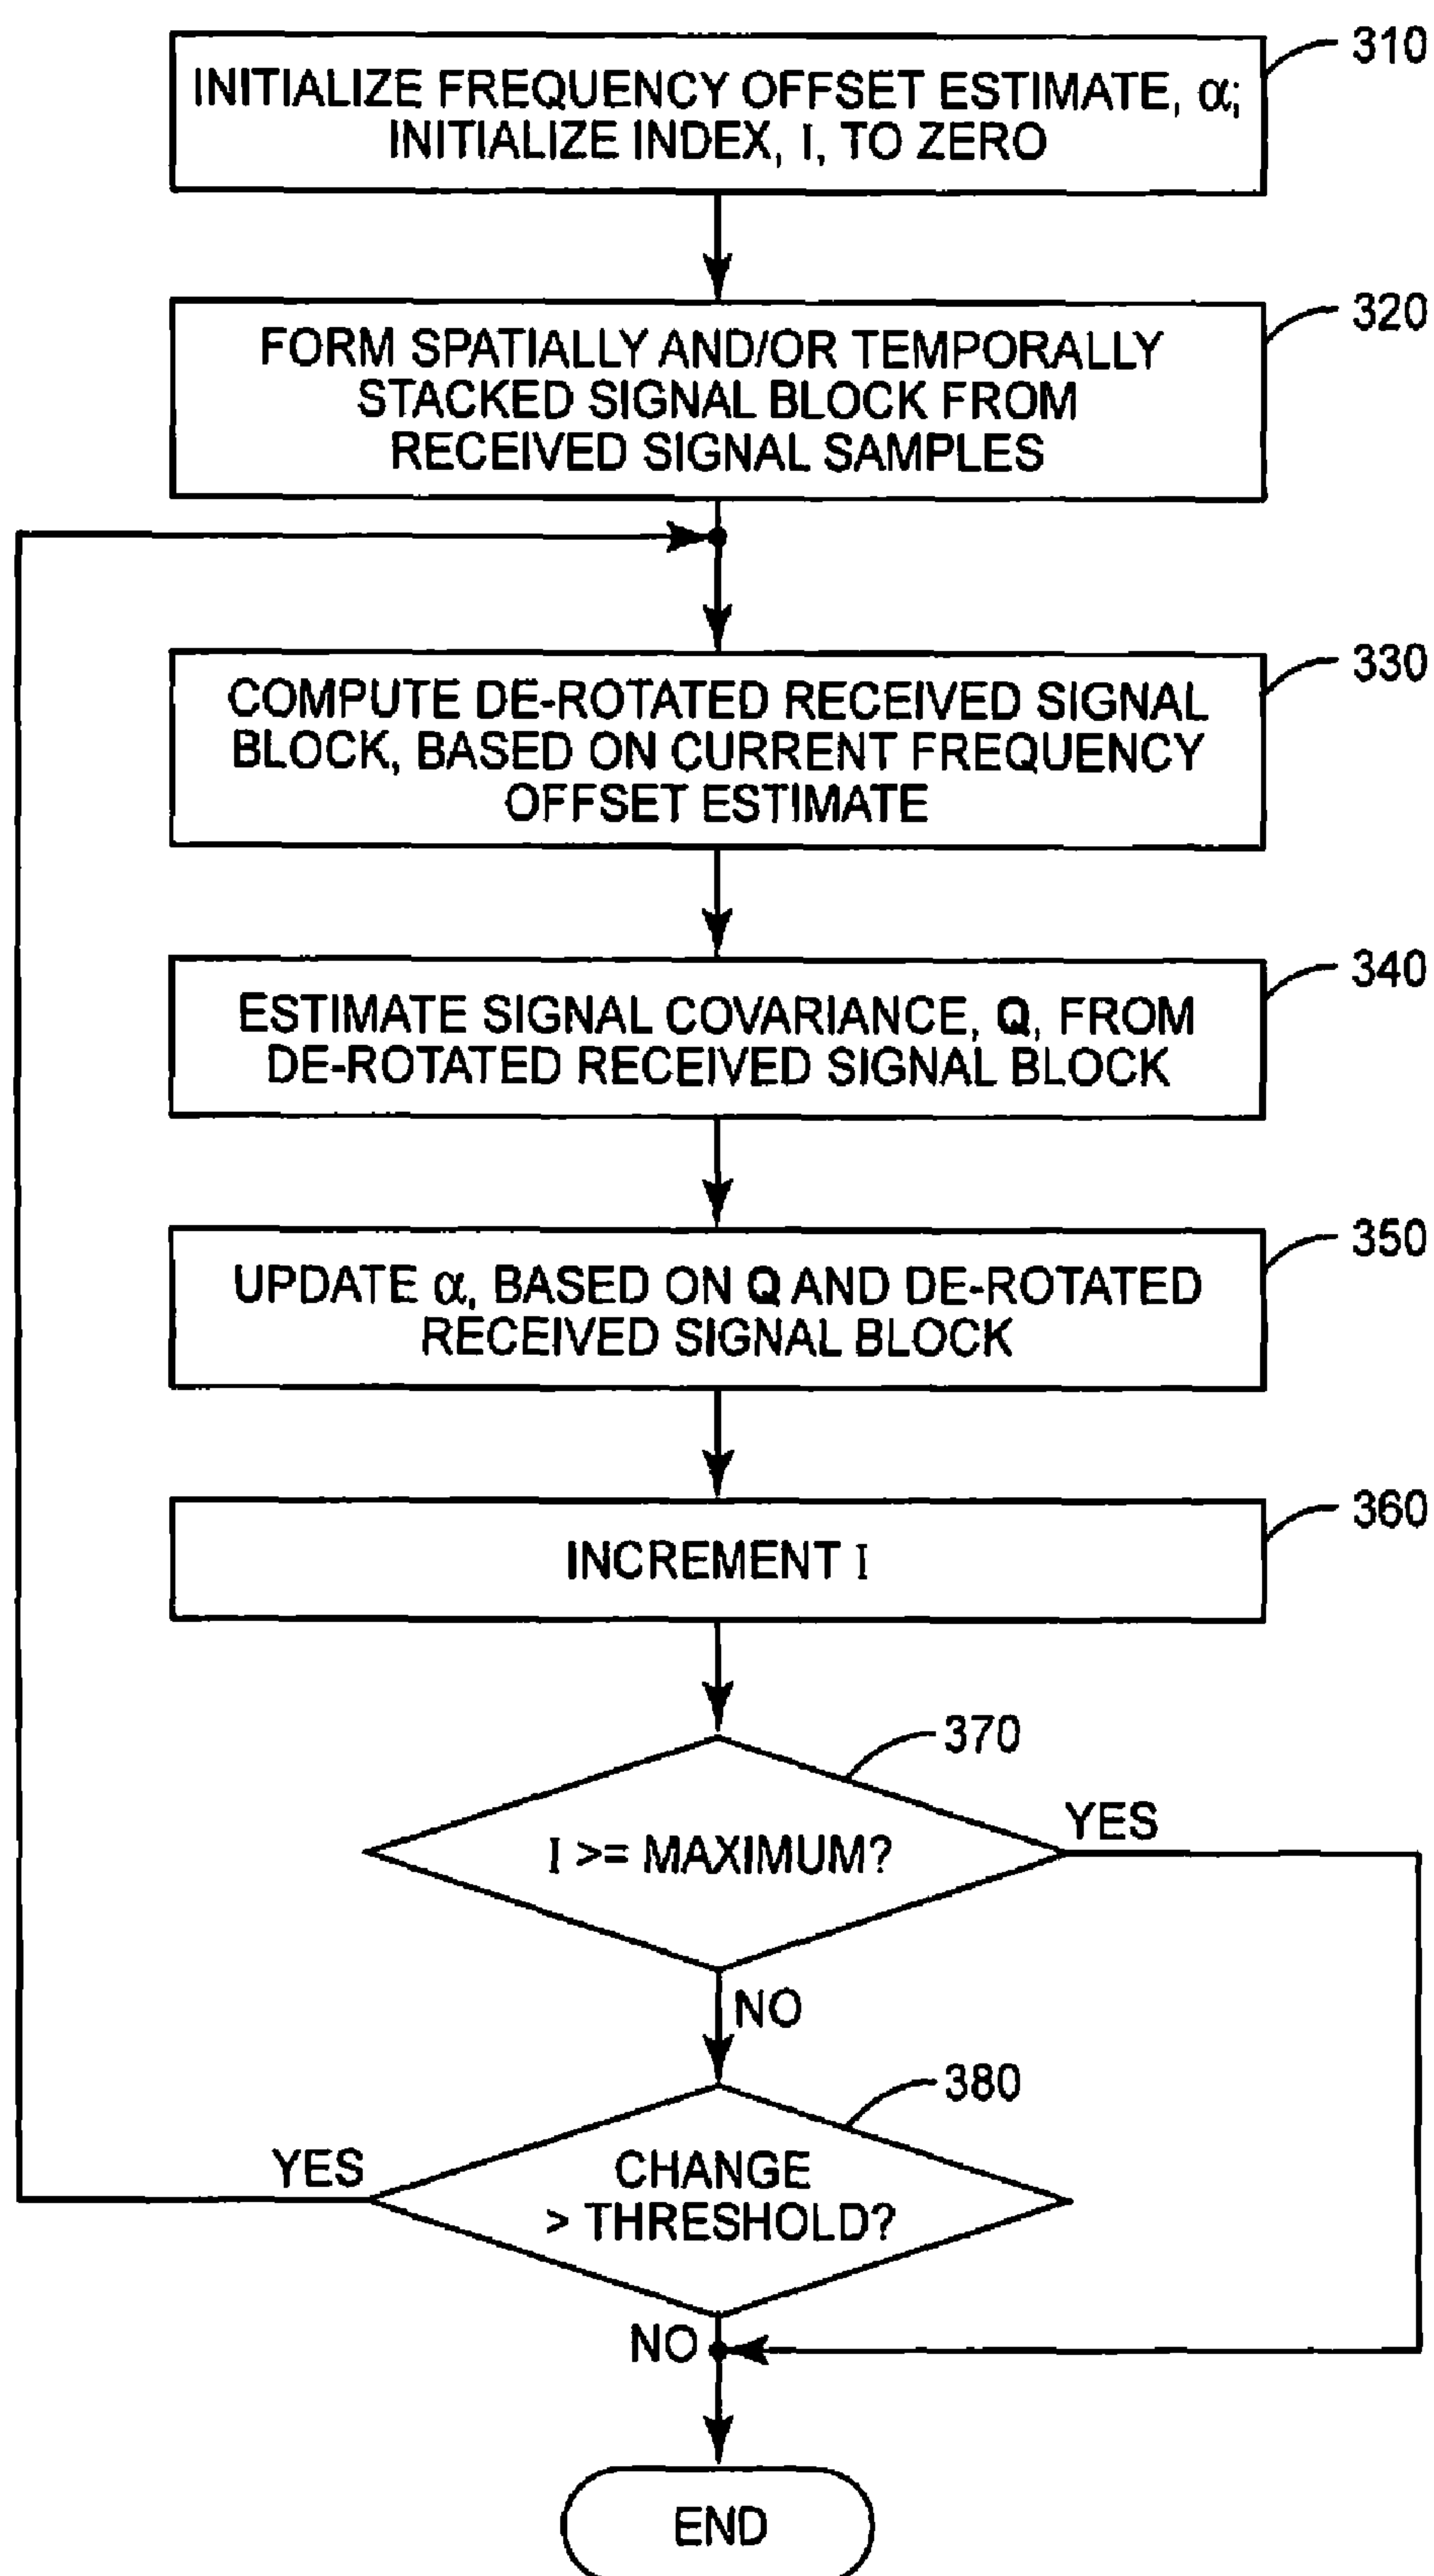 310
INITIALIZE FREQUENCY OFFSET ESTIMATE, α;
INITIALIZE INDEX, I, TO ZERO
320
FORM SPATIALLY AND/OR TEMPORALLY
STACKED SIGNAL BLOCK FROM
RECEIVED SIGNAL SAMPLES
330
COMPUTE DE-ROTATED RECEIVED SIGNAL
BLOCK, BASED ON CURRENT FREQUENCY
OFFSET ESTIMATE
340
ESTIMATE SIGNAL COVARIANCE, Q, FROM
DE-ROTATED RECEIVED SIGNAL BLOCK
350
UPDATE α, BASED ON Q AND DE-ROTATED
RECEIVED SIGNAL BLOCK
360
INCREMENT I
370
YES
I >= MAXIMUM?
NO
380
YES
CHANGE
> THRESHOLD?
NO
END